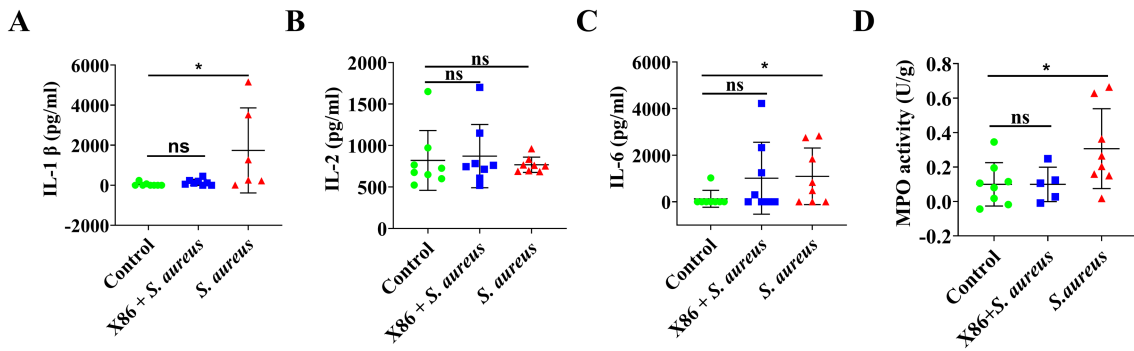 A
IL-1 β (pg/ml)
6000
4000
2000
0
-2000
*
ns
Control
X86 + S. aureus
S. aureus
B
IL-2 (pg/ml)
2000
1500
1000
500
0
ns
ns
Control
X86 + S. aureus
S. aureus
C
IL-6 (pg/ml)
6000
4000
2000
0
*
ns
Control
X86 + S. aureus
S. aureus
D
MPO activity (U/g)
0.8
0.6
0.4
0.2
0.0
-0.2
*
ns
Control
X86+S. aureus
S.aureus